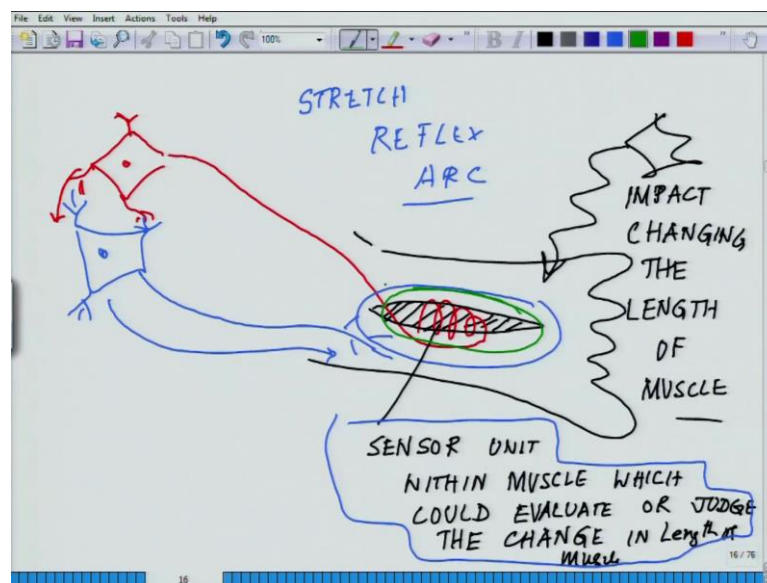 File Edit View Insert Actions Tools Help
100%
B I
STRETCH
REFLEX
ARC
IMPACT
CHANGING
THE
LENGTH
OF
MUSCLE
SENSOR UNIT
WITHIN MUSCLE WHICH
COULD EVALUATE OR JUDGE
THE CHANGE IN Length of
Muscle
16 / 76
16